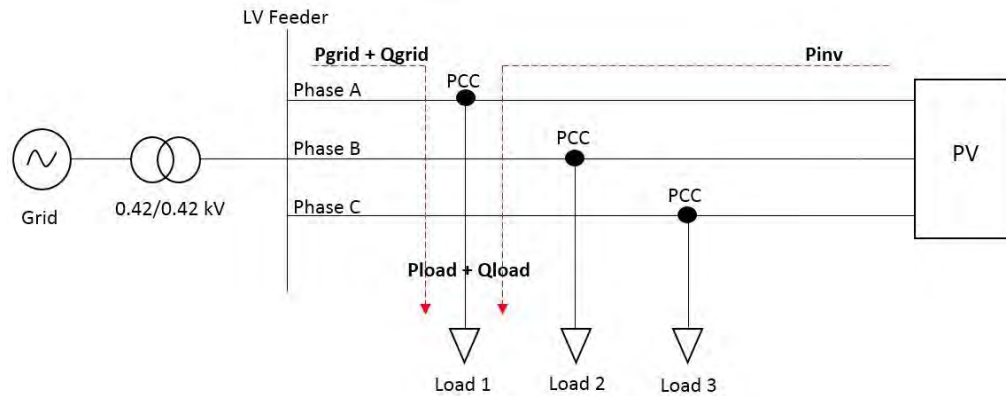 LV Feeder
Pgrid + Qgrid
Pinv
Phase A
PCC
Phase B
PCC
PV
Phase C
PCC
Grid
0.42/0.42 kV
Pload + Qload
Load 1
Load 2
Load 3